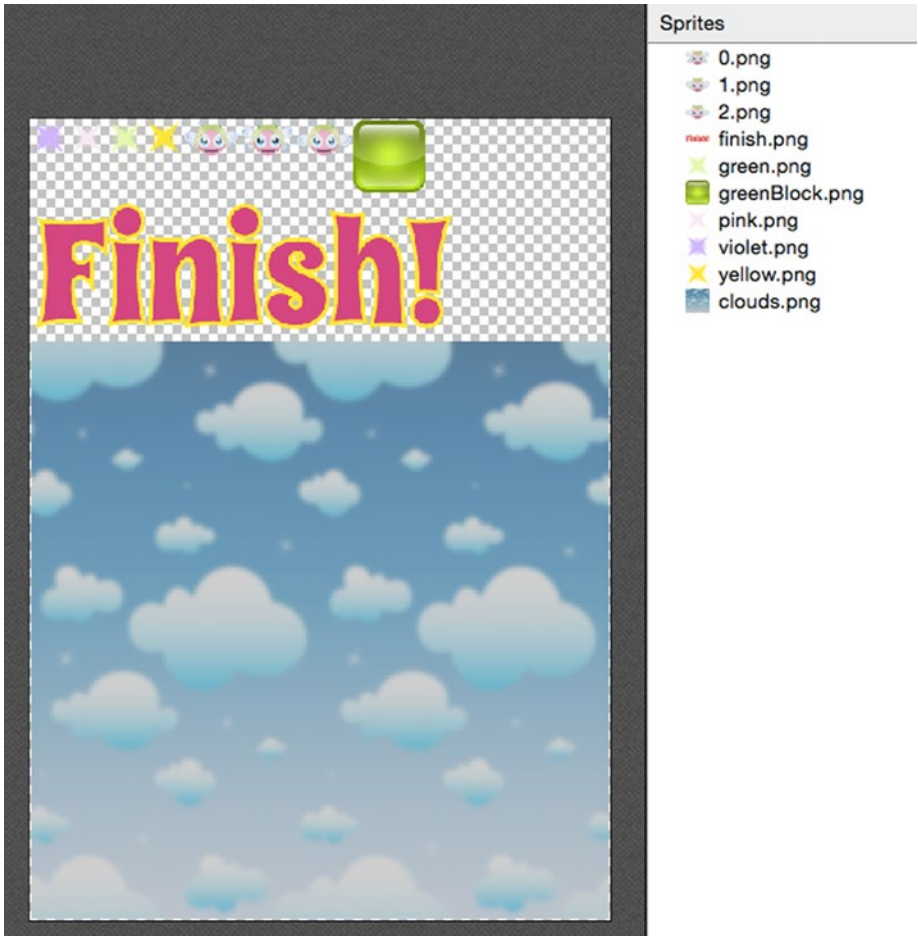 Sprites
0.png
1.png
2.png
finish.png
green.png
greenBlock.png
pink.png
violet.png
yellow.png
clouds.png
Finish!